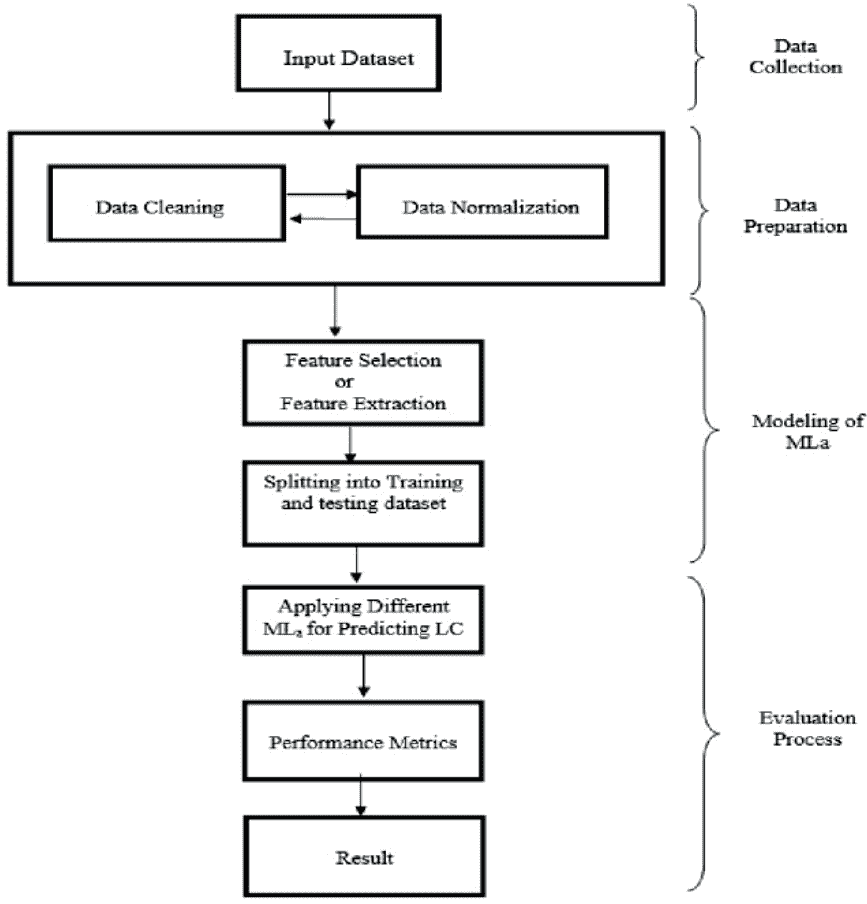 Input Dataset
Data
Collection
Data Cleaning
Data Normalization
Data
Preparation
Feature Selection
or
Feature Extraction
Splitting into Training
and testing dataset
Modeling of
MLa
Applying Different
MLₐ for Predicting LC
Performance Metrics
Result
Evaluation
Process